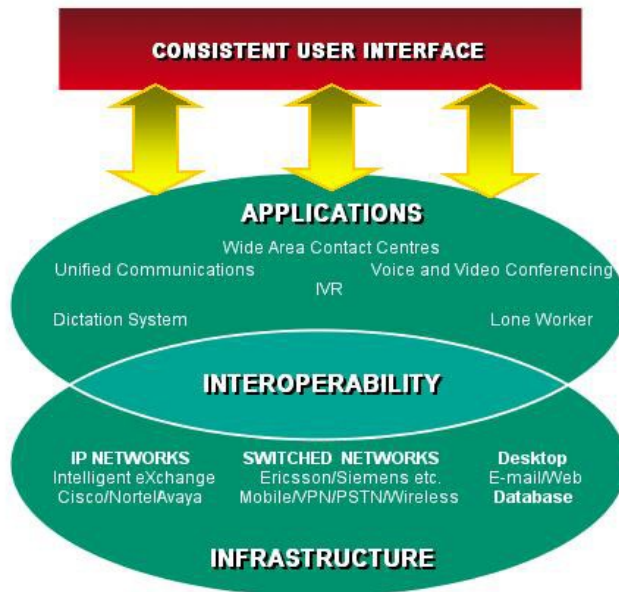 CONSISTENT USER INTERFACE
APPLICATIONS
Wide Area Contact Centres
Unified Communications
Voice and Video Conferencing
IVR
Dictation System
Lone Worker
INTEROPERABILITY
IP NETWORKS
Intelligent eXchange
Cisco/Nortel/Avaya
SWITCHED NETWORKS
Ericsson/Siemens etc.
Mobile/VPN/PSTN/Wireless
Desktop
E-mail/Web
Database
INFRASTRUCTURE